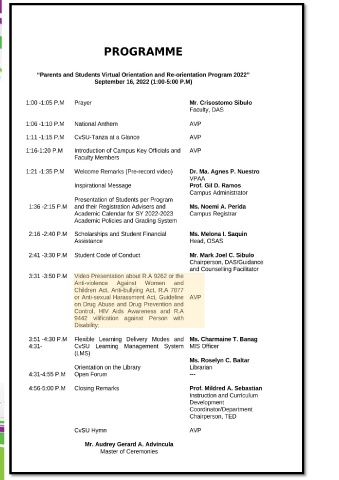 PROGRAMME
"Parents and Students Virtual Orientation and Re-orientation Program 2022"
September 16, 2022 (1:00-5:00 P.M)
1:00 -1:05 P.M Prayer Mr. Crisostomo Sibulo
Faculty, DAS
1:06 -1:10 P.M National Anthem AVP
1:11 -1:15 P.M CvSU-Tanza at a Glance AVP
1:16-1:20 P.M Introduction of Campus Key Officials and AVP
Faculty Members
1:21 -1:35 P.M Welcome Remarks (Pre-record video) Dr. Ma. Agnes P. Nuestro
VPAA
Inspirational Message Prof. Gil D. Ramos
Campus Administrator
Presentation of Students per Program
1:36 -2:15 P.M and their Registration Advisers and Ms. Noemi A. Perida
Academic Calendar for SY 2022-2023 Campus Registrar
Academic Policies and Grading System
2:16 -2:40 P.M Scholarships and Student Financial Ms. Melona I. Saquin
Assistance Head, OSAS
2:41 -3:30 P.M Student Code of Conduct Mr. Mark Joel C. Sibulo
Chairperson, DAS/Guidance
and Counselling Facilitator
3:31 -3:50 P.M Video Presentation about R.A 9262 or the
Anti-violence Against Women and
Children Act, Anti-bullying Act, R.A 7877
or Anti-sexual Harassment Act, Guideline AVP
on Drug Abuse and Drug Prevention and
Control, HIV Aids Awareness and R.A
9442 vilification against Person with
Disability;
3:51 -4:30 P.M Flexible Learning Delivery Modes and Ms. Charmaine T. Banag
4:31- CvSU Learning Management System MIS Officer
(LMS)
Ms. Roselyn C. Baltar
Orientation on the Library Librarian
4:31-4:55 P.M Open Forum ---
4:56-5:00 P.M Closing Remarks Prof. Mildred A. Sebastian
Instruction and Curriculum
Development
Coordinator/Department
Chairperson, TED
CvSU Hymn AVP
Mr. Audrey Gerard A. Advincula
Master of Ceremonies